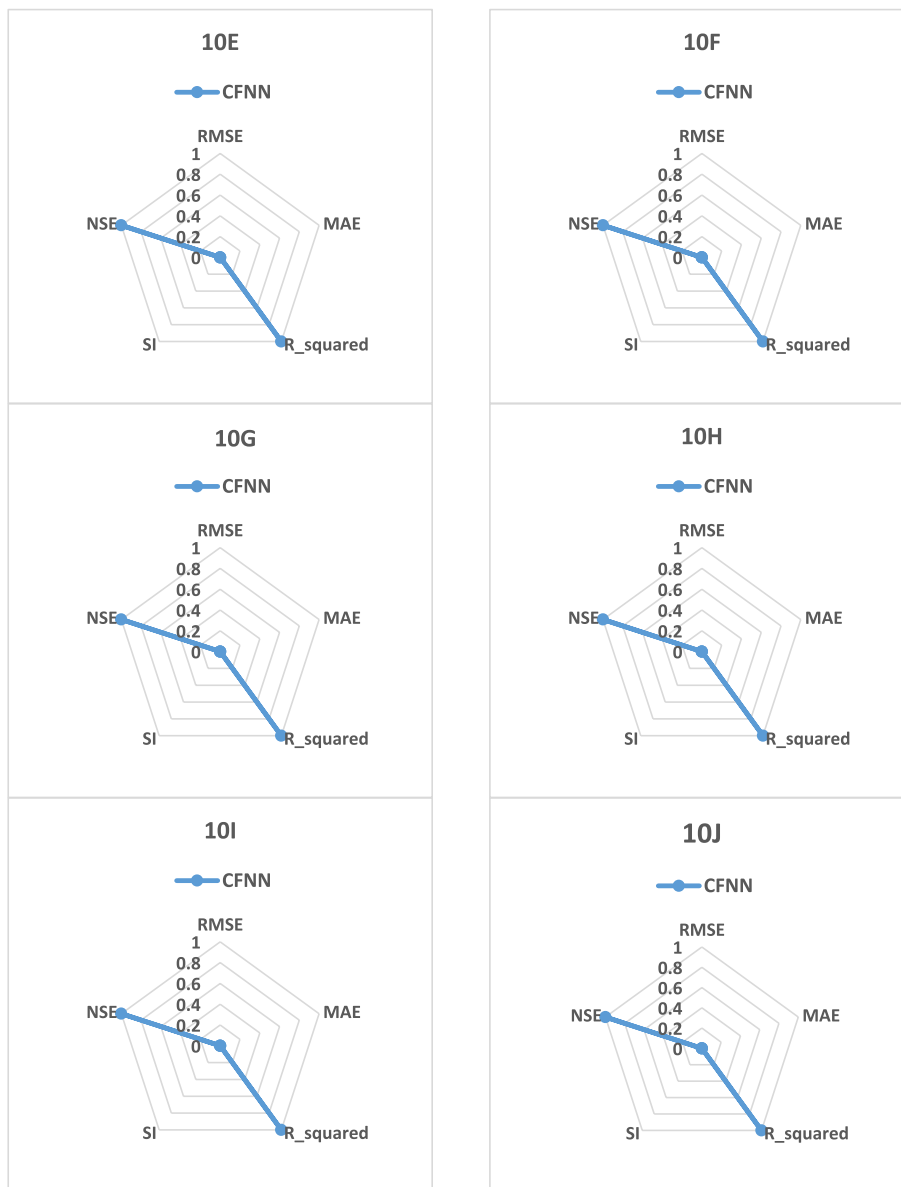 10E
CFNN
RMSE
1
0.8
0.6
0.4
0.2
0
NSE
MAE
SI
R_squared
10F
CFNN
RMSE
1
0.8
0.6
0.4
0.2
0
NSE
MAE
SI
R_squared
10G
CFNN
RMSE
1
0.8
0.6
0.4
0.2
0
NSE
MAE
SI
R_squared
10H
CFNN
RMSE
1
0.8
0.6
0.4
0.2
0
NSE
MAE
SI
R_squared
10I
CFNN
RMSE
1
0.8
0.6
0.4
0.2
0
NSE
MAE
SI
R_squared
10J
CFNN
RMSE
1
0.8
0.6
0.4
0.2
0
NSE
MAE
SI
R_squared